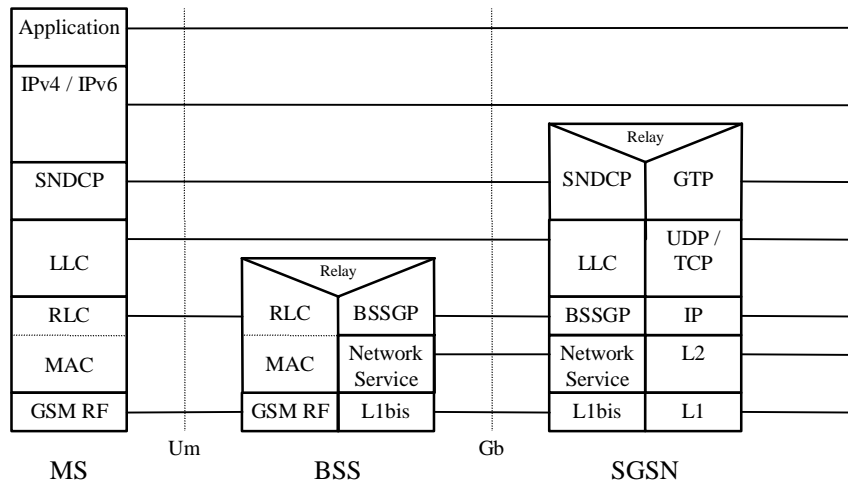 Application
IPv4 / IPv6
SNDCP
LLC
RLC
MAC
GSM RF
MS
Um
Relay
RLC
BSSGP
MAC
Network
Service
GSM RF
L1bis
BSS
Gb
Relay
SNDCP
GTP
LLC
UDP /
TCP
BSSGP
IP
Network
Service
L2
L1bis
L1
SGSN